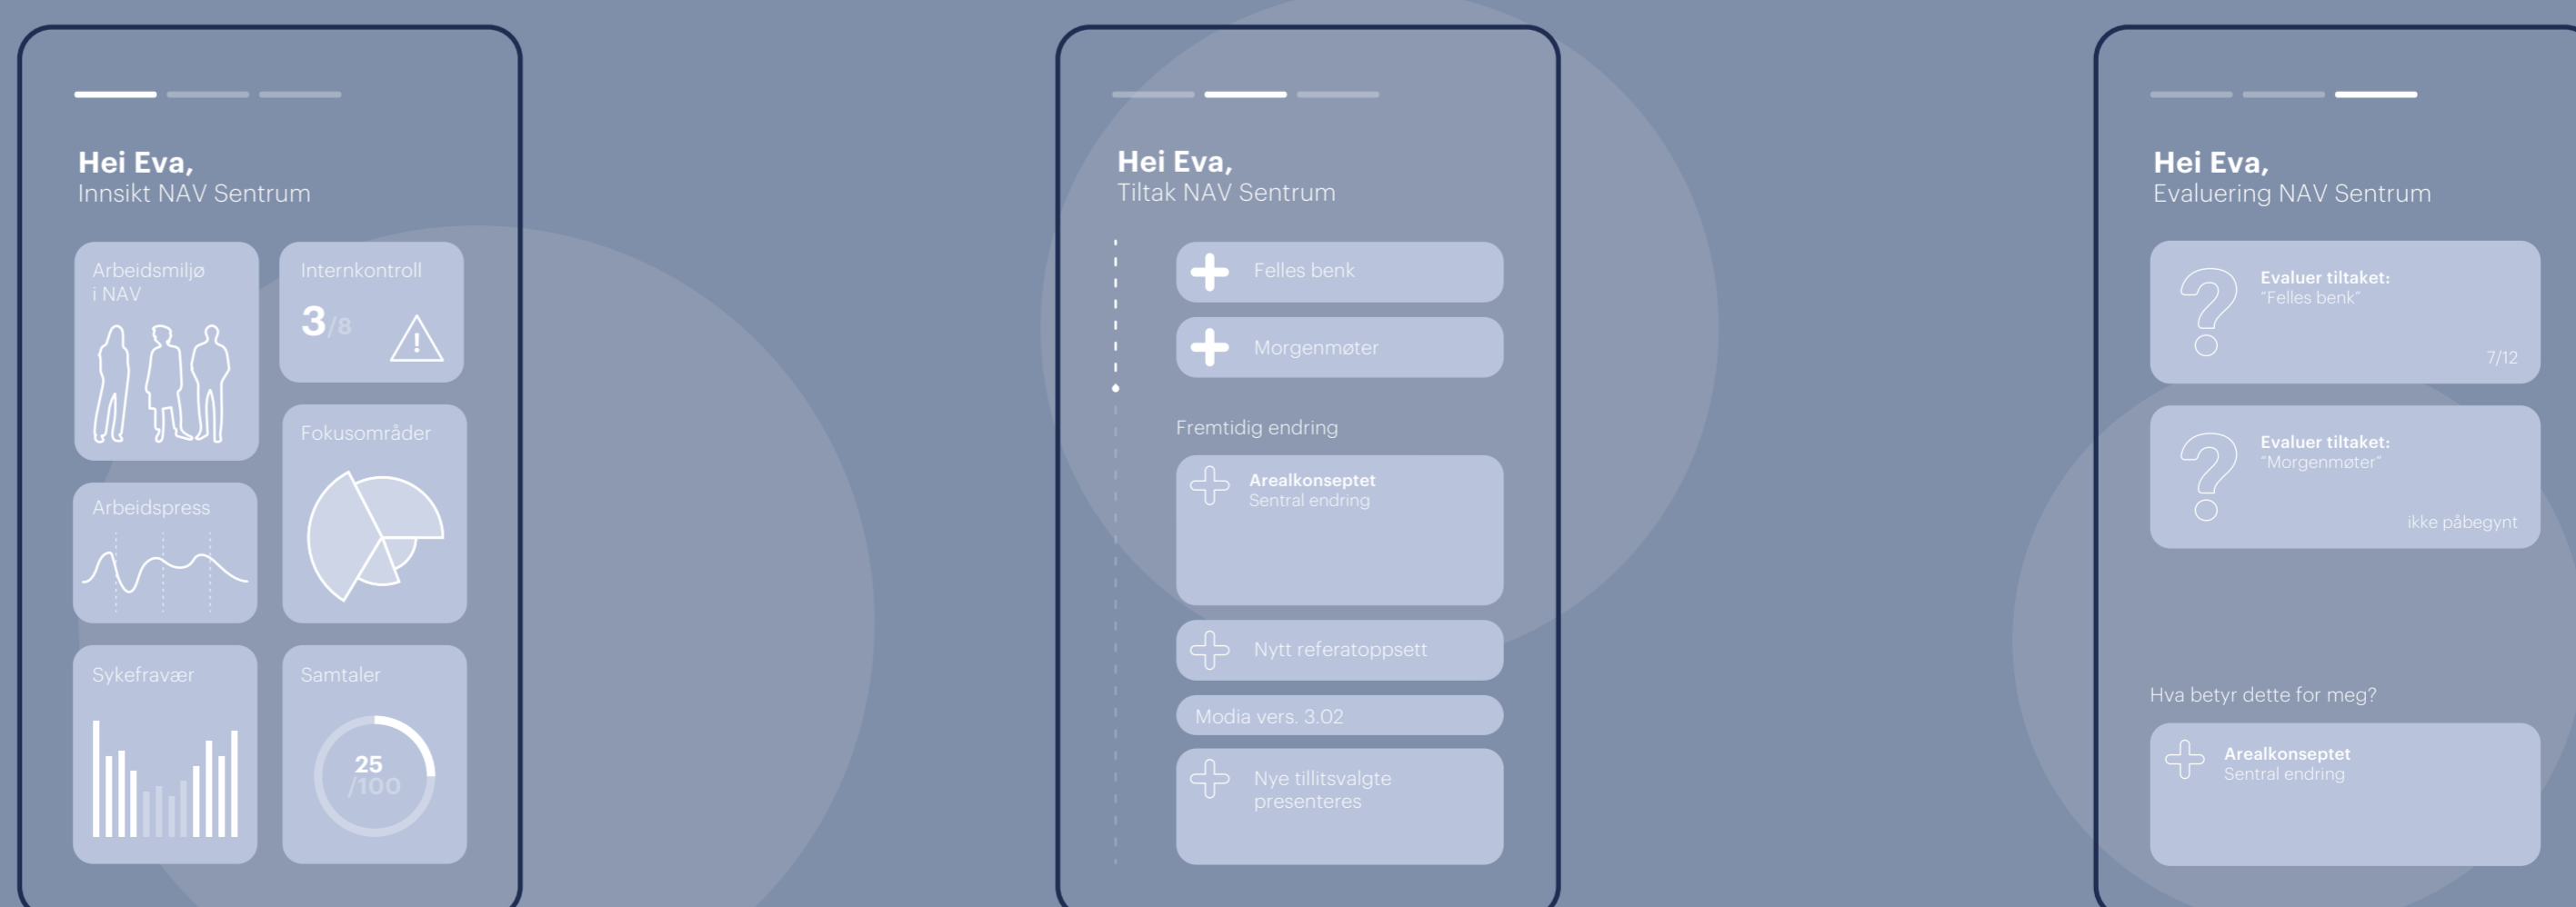 Hei Eva,
Innsikt NAV Sentrum
Arbeidsmiljø
i NAV
Internkontroll
3/8
!
Fokusområder
Arbeidspress
Sykefravær
Samtaler
25
/100
Hei Eva,
Tiltak NAV Sentrum
Felles benk
Morgenmøter
Fremtidig endring
Arealkonseptet
Sentral endring
Nytt referatoppsett
Modia vers. 3.02
Nye tillitsvalgte
presenteres
Hei Eva,
Evaluering NAV Sentrum
?
Evaluer tiltaket:
“Felles benk”
7/12
?
Evaluer tiltaket:
“Morgenmøter”
ikke påbegynt
Hva betyr dette for meg?
Arealkonseptet
Sentral endring